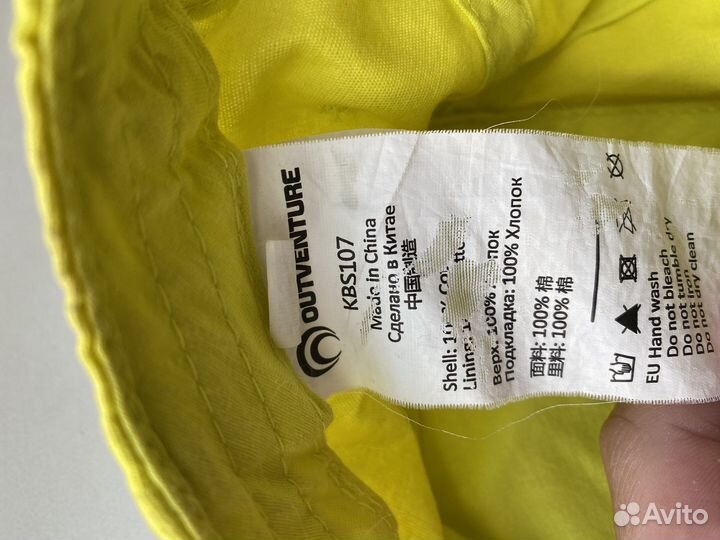 OUTVENTURE
KBS107
Made in China
Сделано в Китае
中国制造
Shell:
Lining:
Верх: 100%
Подкладка: 100% Хлопок
面料: 100% 棉
里料: 100% 棉
EU Hand wash
Do not bleach
Do not tumble dry
Do not iron
Do not dry clean
Avito